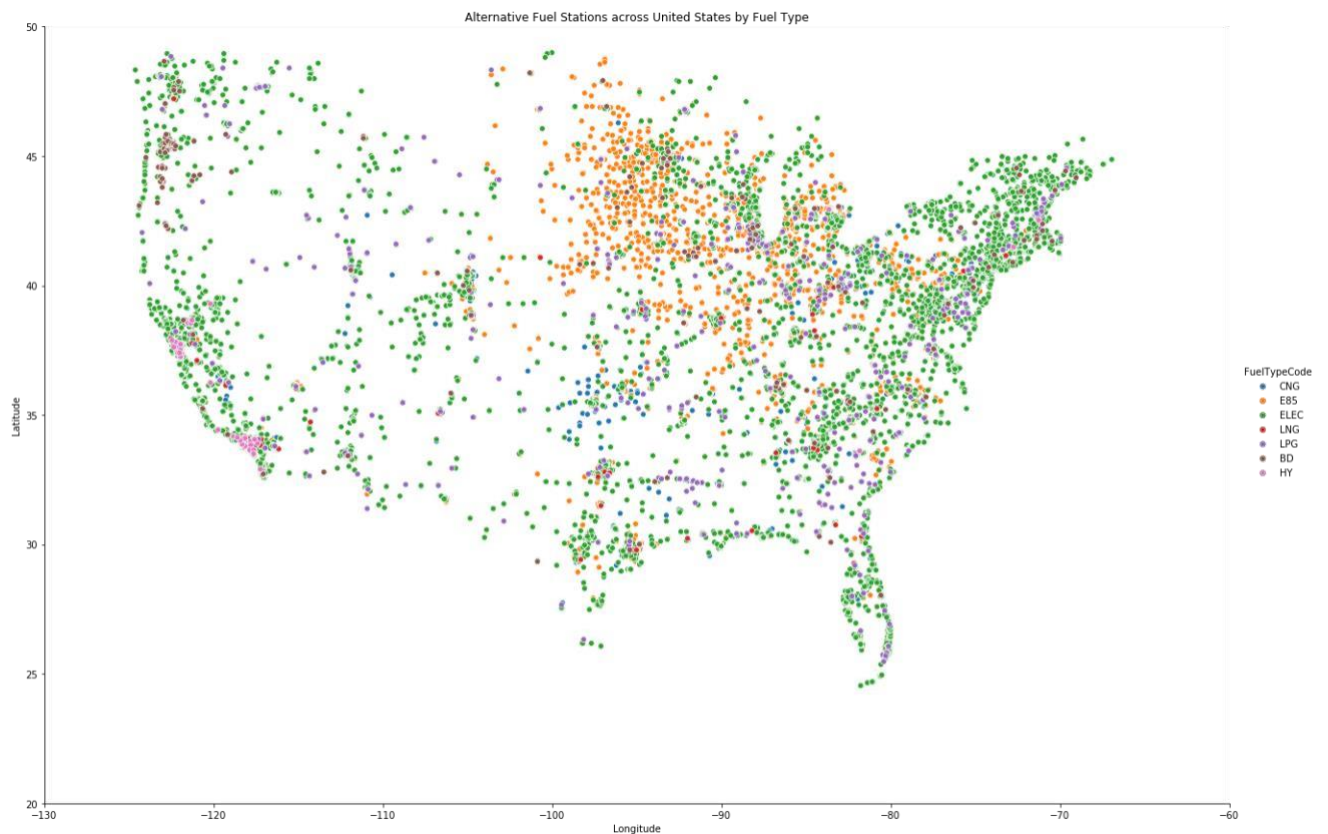 Alternative Fuel Stations across United States by Fuel Type
50
45
40
35
30
25
20
Latitude
−130
−120
−110
−100
−90
−80
−70
−60
Longitude
FuelTypeCode
CNG
E85
ELEC
LNG
LPG
BD
HY